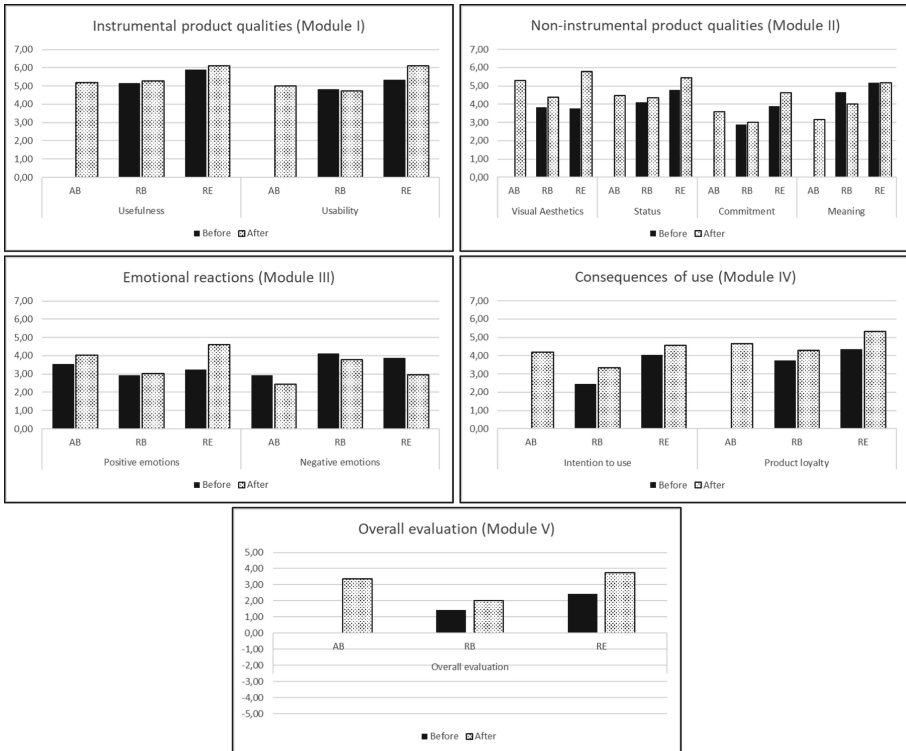 Instrumental product qualities (Module I)
7,00
6,00
5,00
4,00
3,00
2,00
1,00
0,00
AB RB RE AB RB RE
Usefulness Usability
Before After
Non-instrumental product qualities (Module II)
7,00
6,00
5,00
4,00
3,00
2,00
1,00
0,00
AB RB RE AB RB RE AB RB RE AB RB RE
Visual Aesthetics Status Commitment Meaning
Before After
Emotional reactions (Module III)
7,00
6,00
5,00
4,00
3,00
2,00
1,00
0,00
AB RB RE AB RB RE
Positive emotions Negative emotions
Before After
Consequences of use (Module IV)
7,00
6,00
5,00
4,00
3,00
2,00
1,00
0,00
AB RB RE AB RB RE
Intention to use Product loyalty
Before After
Overall evaluation (Module V)
5,00
4,00
3,00
2,00
1,00
0,00
-1,00
-2,00
-3,00
-4,00
-5,00
AB RB RE
Overall evaluation
Before After